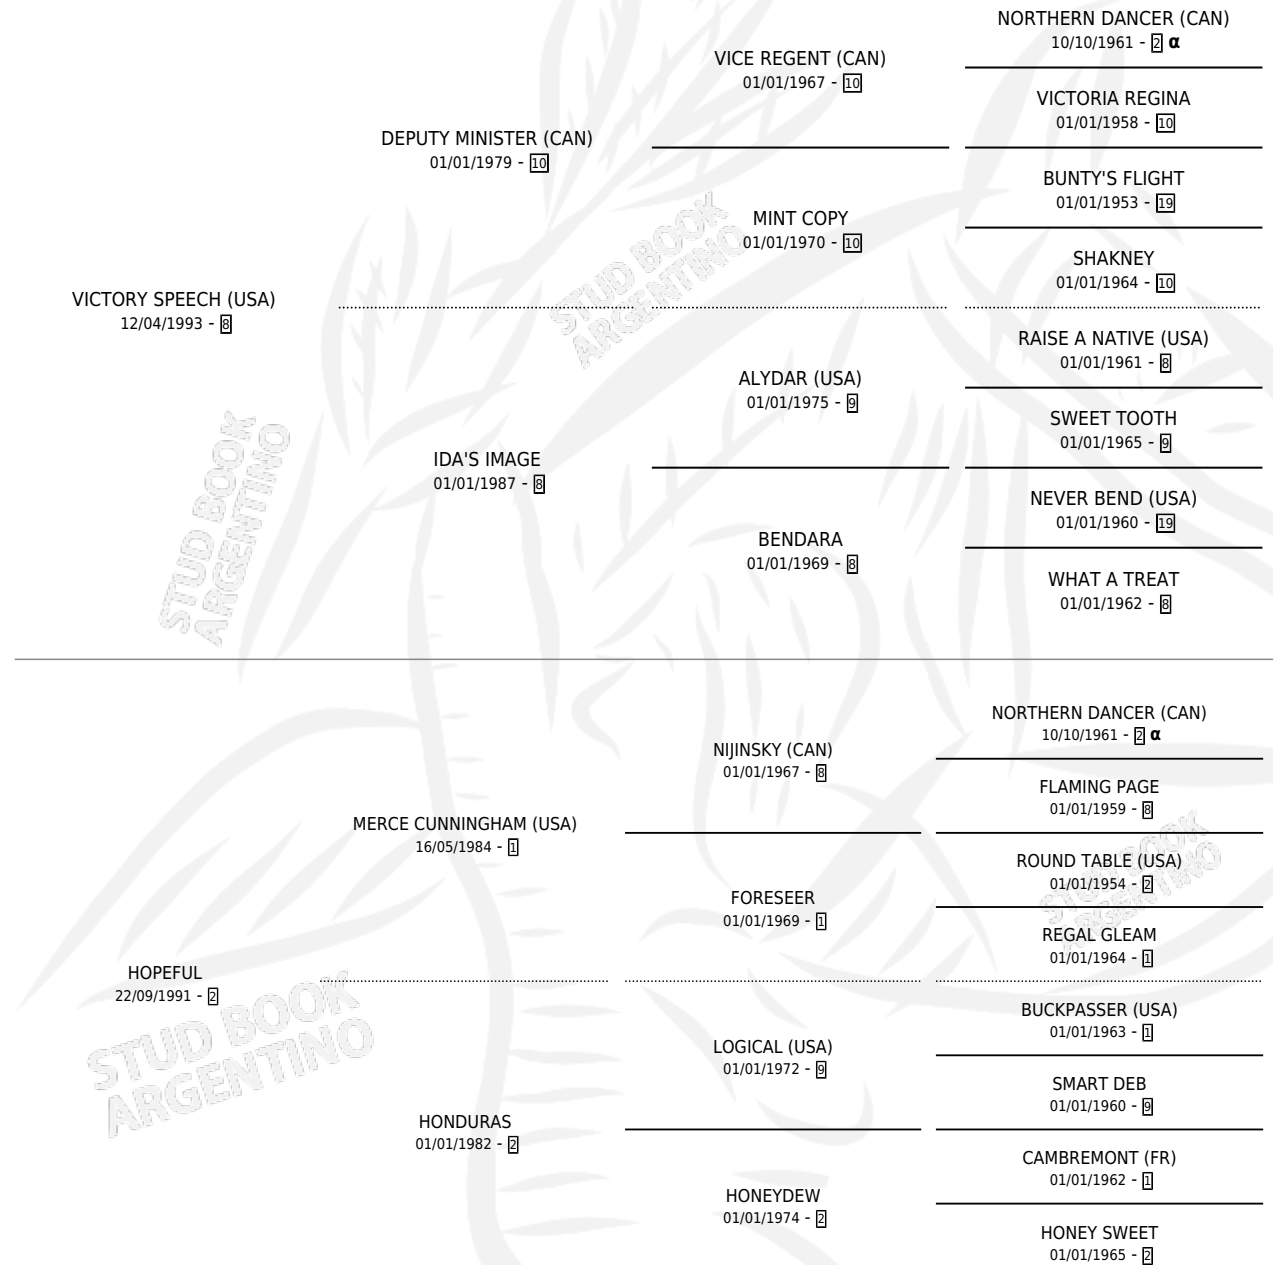 NORTHERN DANCER (CAN)
10/10/1961 - 2 α
VICE REGENT (CAN)
01/01/1967 - 10
VICTORIA REGINA
01/01/1958 - 10
DEPUTY MINISTER (CAN)
01/01/1979 - 10
BUNTY'S FLIGHT
01/01/1953 - 19
MINT COPY
01/01/1970 - 10
SHAKNEY
01/01/1964 - 10
VICTORY SPEECH (USA)
12/04/1993 - 8
RAISE A NATIVE (USA)
01/01/1961 - 8
ALYDAR (USA)
01/01/1975 - 9
SWEET TOOTH
01/01/1965 - 9
IDA'S IMAGE
01/01/1987 - 8
NEVER BEND (USA)
01/01/1960 - 19
BENDARA
01/01/1969 - 8
WHAT A TREAT
01/01/1962 - 8
NORTHERN DANCER (CAN)
10/10/1961 - 2 α
NIJINSKY (CAN)
01/01/1967 - 8
FLAMING PAGE
01/01/1959 - 8
MERCE CUNNINGHAM (USA)
16/05/1984 - 1
ROUND TABLE (USA)
01/01/1954 - 2
FORESEER
01/01/1969 - 1
REGAL GLEAM
01/01/1964 - 1
HOPEFUL
22/09/1991 - 2
BUCKPASSER (USA)
01/01/1963 - 1
LOGICAL (USA)
01/01/1972 - 9
SMART DEB
01/01/1960 - 9
HONDURAS
01/01/1982 - 2
CAMBREMONT (FR)
01/01/1962 - 1
HONEYDEW
01/01/1974 - 2
HONEY SWEET
01/01/1965 - 2
STUD BOOK
ARGENTINO
STUD BOOK
ARGENTINO
STUD BOOK
ARGENTINO
STUD BOOK
ARGENTINO